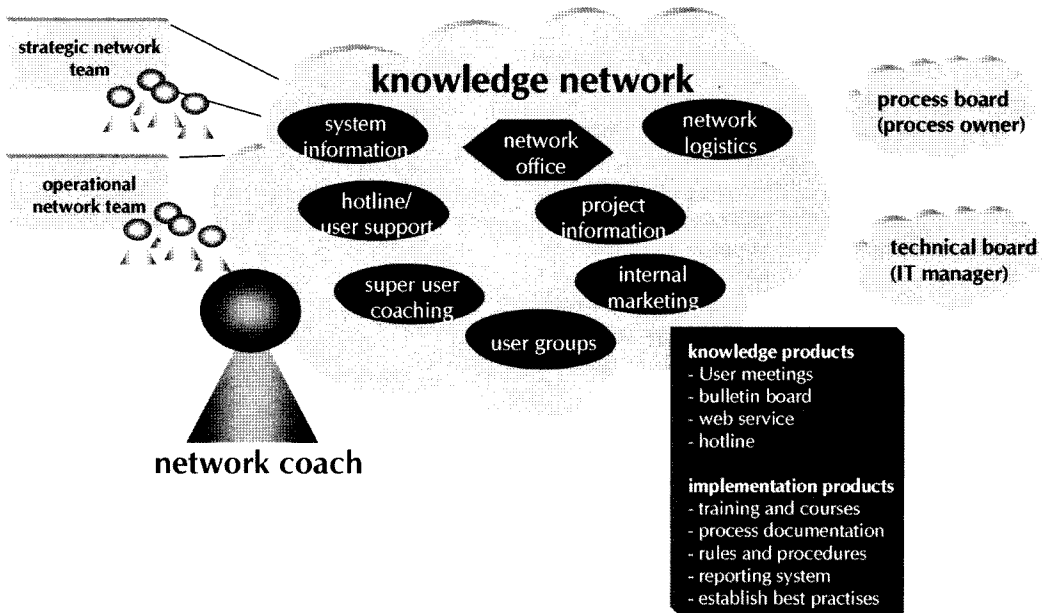 strategic network
team
operational
network team
knowledge network
system
information
network
office
network
logistics
hotline/
user support
project
information
super user
coaching
internal
marketing
user groups
process board
(process owner)
technical board
(IT manager)
network coach
knowledge products
- User meetings
- bulletin board
- web service
- hotline
implementation products
- training and courses
- process documentation
- rules and procedures
- reporting system
- establish best practises